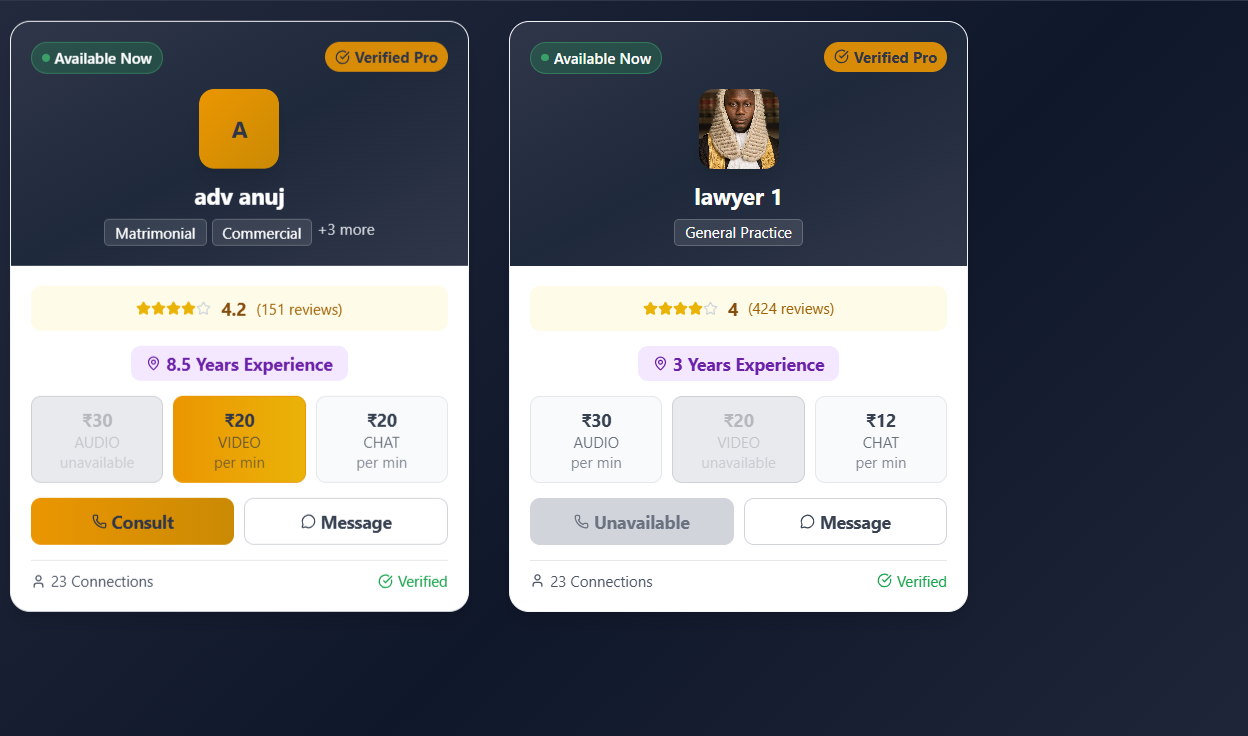 Available Now
Verified Pro
A
adv anuj
Matrimonial Commercial +3 more
4.2 (151 reviews)
8.5 Years Experience
₹30
AUDIO
unavailable
₹20
VIDEO
per min
₹20
CHAT
per min
Consult
Message
23 Connections
Verified
Available Now
Verified Pro
lawyer 1
General Practice
4 (424 reviews)
3 Years Experience
₹30
AUDIO
per min
₹20
VIDEO
unavailable
₹12
CHAT
per min
Unavailable
Message
23 Connections
Verified